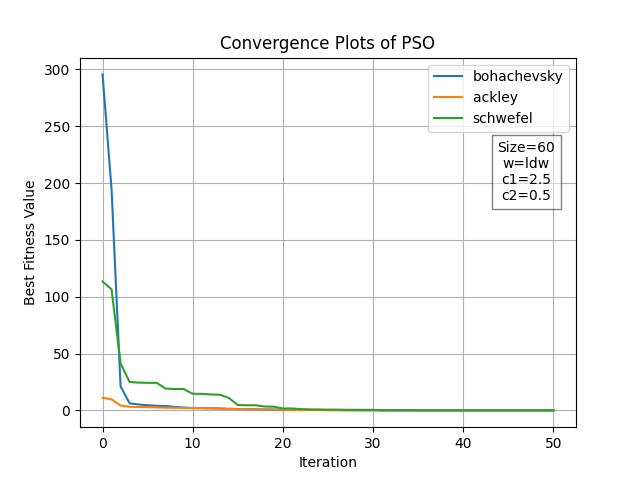 Convergence Plots of PSO
300
250
200
150
100
50
0
Best Fitness Value
bohachevsky
ackley
schwefel
Size=60
w=ldw
c1=2.5
c2=0.5
0
10
20
30
40
50
Iteration